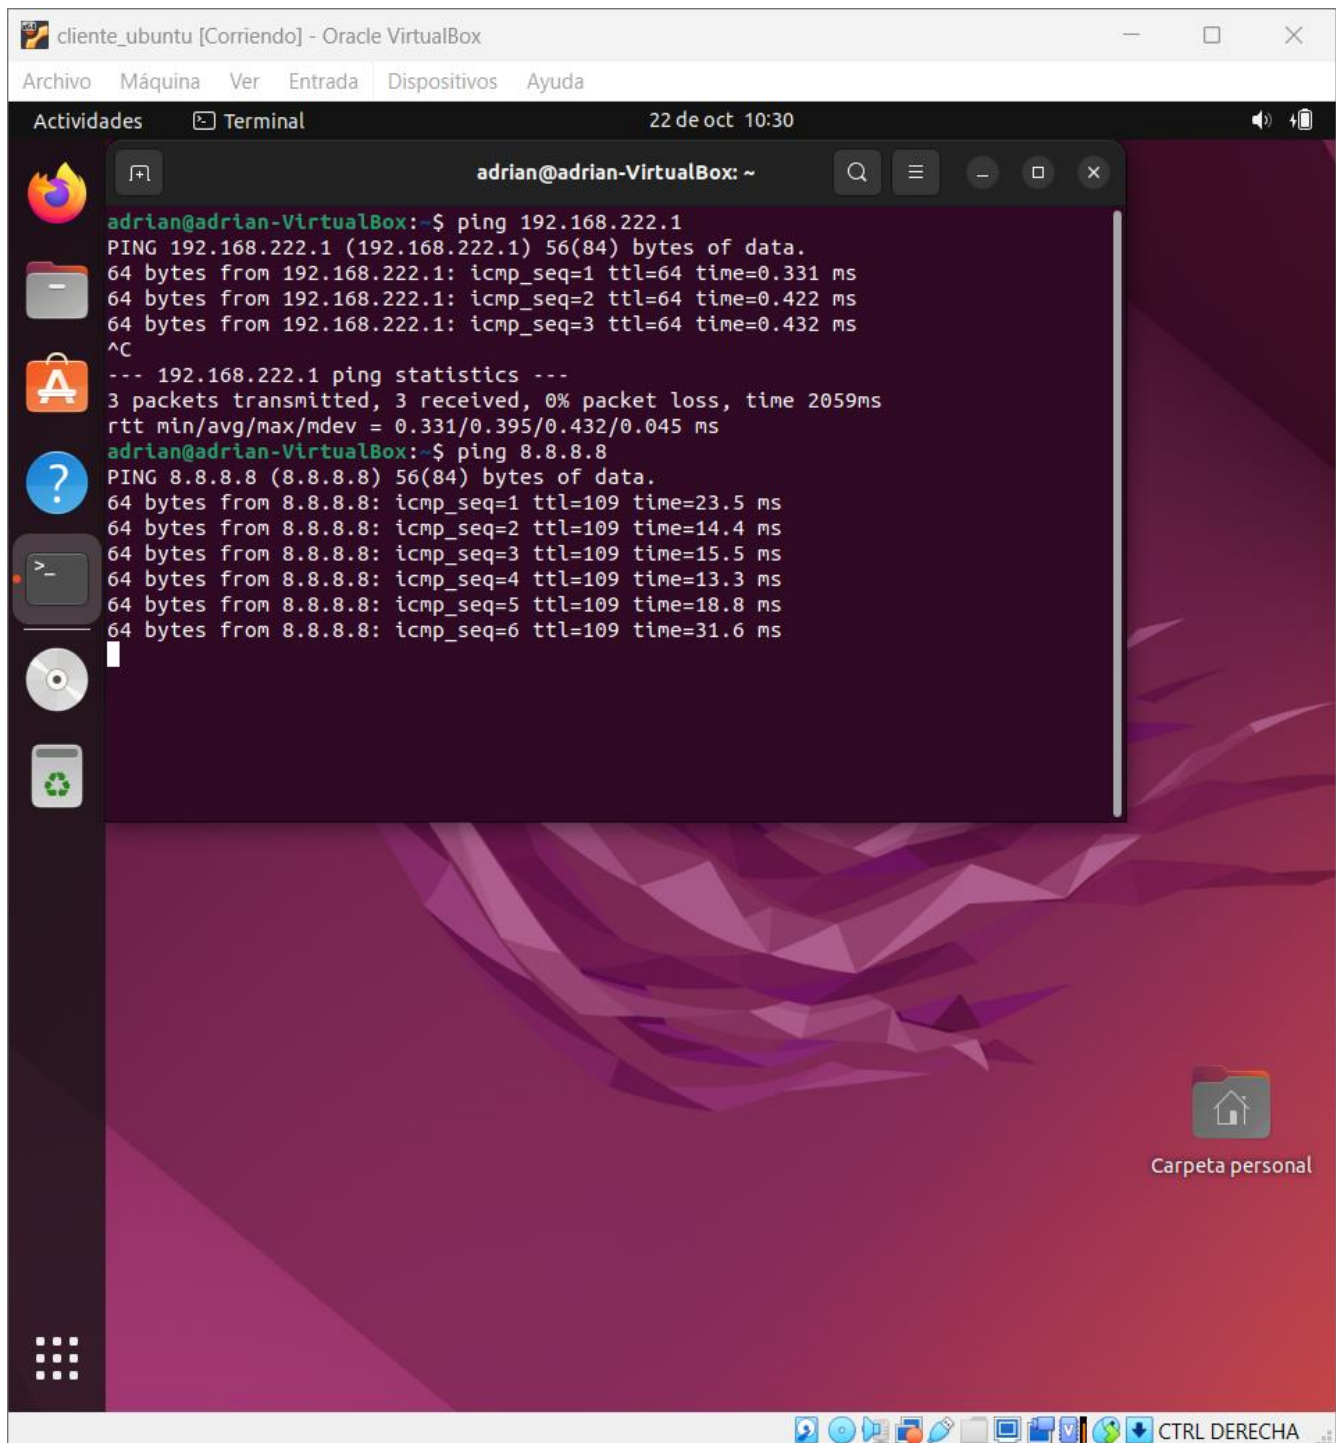 cliente_ubuntu [Corriendo] - Oracle VirtualBox
Archivo Máquina Ver Entrada Dispositivos Ayuda
Actividades Terminal 22 de oct 10:30
adrian@adrian-VirtualBox: ~
adrian@adrian-VirtualBox:~$ ping 192.168.222.1
PING 192.168.222.1 (192.168.222.1) 56(84) bytes of data.
64 bytes from 192.168.222.1: icmp_seq=1 ttl=64 time=0.331 ms
64 bytes from 192.168.222.1: icmp_seq=2 ttl=64 time=0.422 ms
64 bytes from 192.168.222.1: icmp_seq=3 ttl=64 time=0.432 ms
^C
--- 192.168.222.1 ping statistics ---
3 packets transmitted, 3 received, 0% packet loss, time 2059ms
rtt min/avg/max/mdev = 0.331/0.395/0.432/0.045 ms
adrian@adrian-VirtualBox:~$ ping 8.8.8.8
PING 8.8.8.8 (8.8.8.8) 56(84) bytes of data.
64 bytes from 8.8.8.8: icmp_seq=1 ttl=109 time=23.5 ms
64 bytes from 8.8.8.8: icmp_seq=2 ttl=109 time=14.4 ms
64 bytes from 8.8.8.8: icmp_seq=3 ttl=109 time=15.5 ms
64 bytes from 8.8.8.8: icmp_seq=4 ttl=109 time=13.3 ms
64 bytes from 8.8.8.8: icmp_seq=5 ttl=109 time=18.8 ms
64 bytes from 8.8.8.8: icmp_seq=6 ttl=109 time=31.6 ms
Carpeta personal
CTRL DERECHA